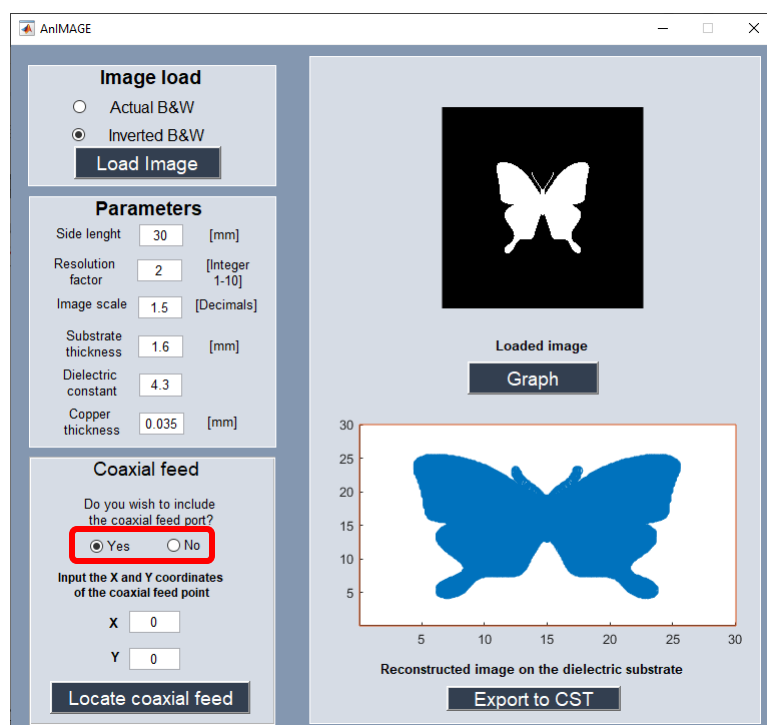 AnIMAGE
Image load
Actual B&W
Inverted B&W
Load Image
Parameters
Side lenght 30 [mm]
Resolution
factor 2 [Integer
1-10]
Image scale 1.5 [Decimals]
Substrate
thickness 1.6 [mm]
Dielectric
constant 4.3
Copper
thickness 0.035 [mm]
Coaxial feed
Do you wish to include
the coaxial feed port?
Yes No
Input the X and Y coordinates
of the coaxial feed point
X 0
Y 0
Locate coaxial feed
Loaded image
Graph
30
25
20
15
10
5
5 10 15 20 25 30
Reconstructed image on the dielectric substrate
Export to CST